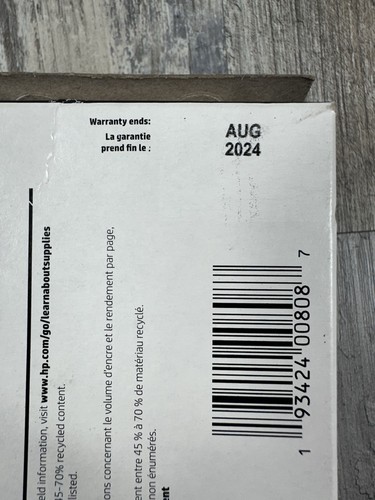 Warranty ends:
La garantie
prend fin le :
AUG
2024
eld information, visit www.hp.com/go/learnaboutsupplies
45-70% recycled content.
listed.
ons concernant le volume d'encre et le rendement par page,
ent entre 45 % à 70 % de matériau recyclé.
non énumérés.
ent
1 93424 00808 7